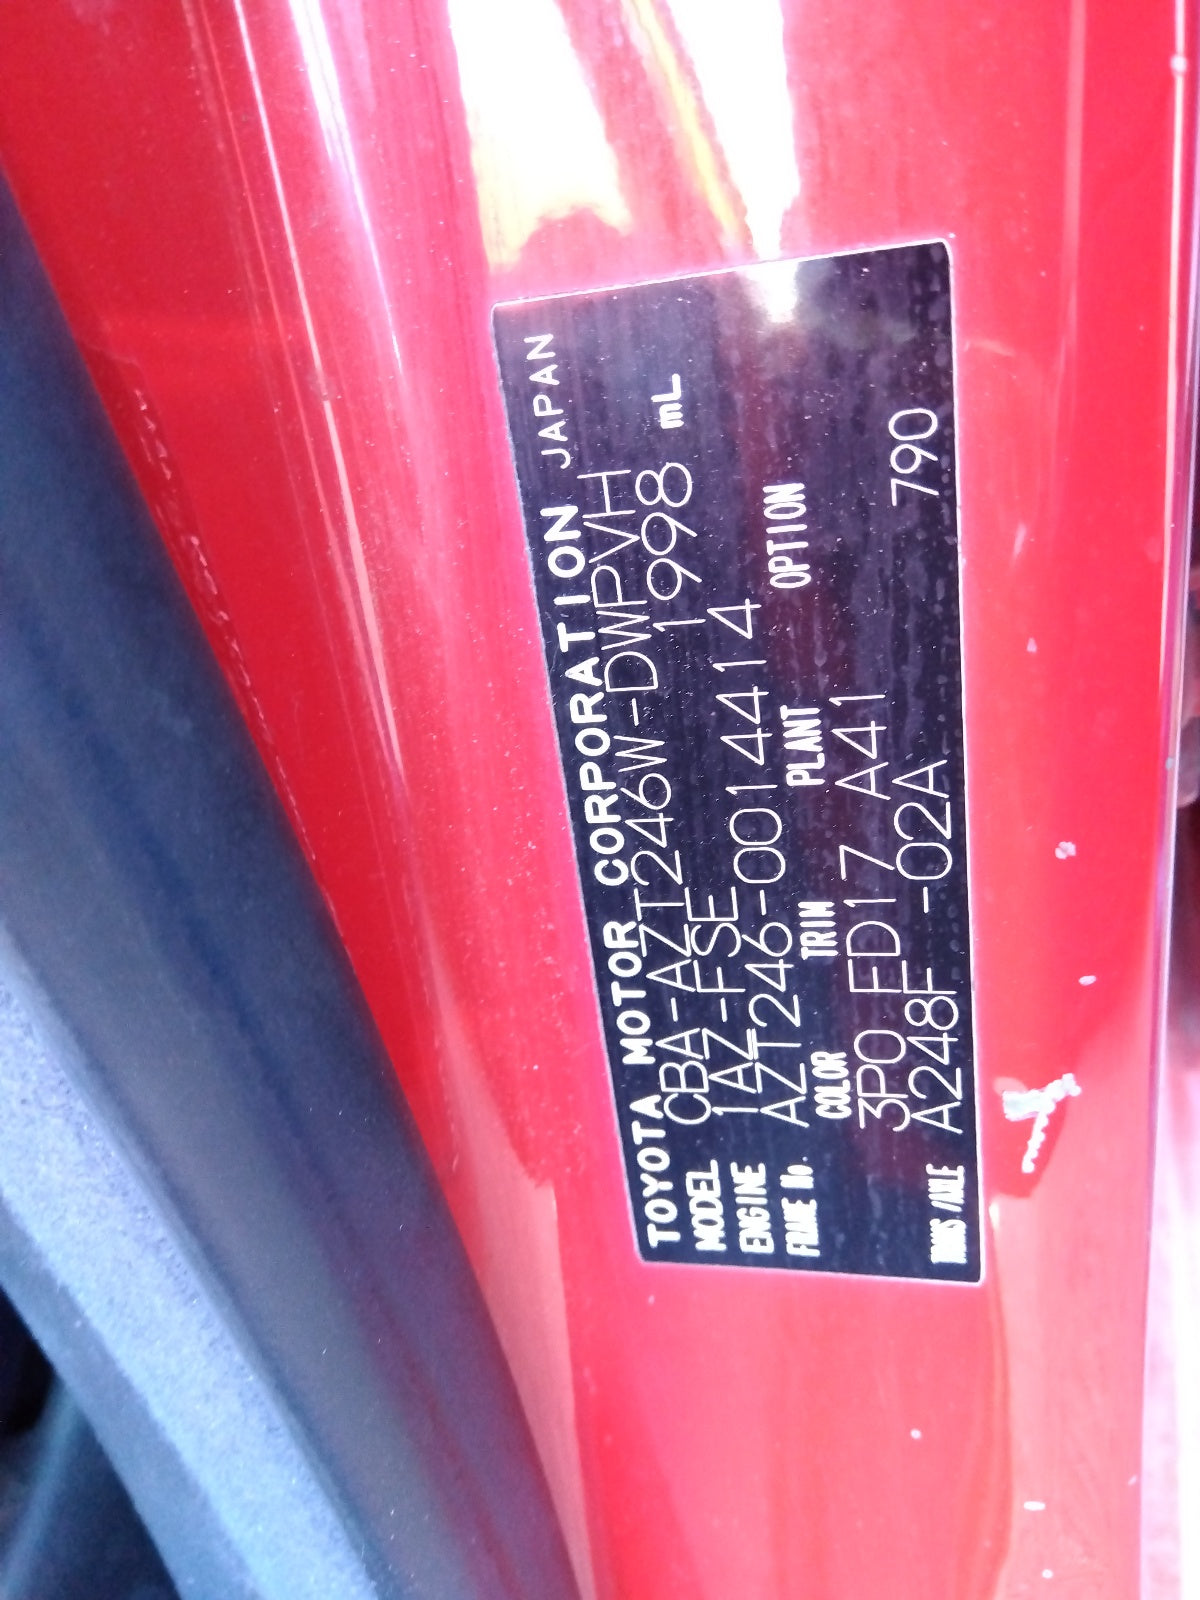 TOYOTA MOTOR CORPORATION JAPAN
MODEL CBA-AZT246W-DWPVH
ENGINE 1AZ-FSE 1998 mL
FRAME No. AZT246-0014414
COLOR TRIM PLANT OPTION
3P0 FD17 A41
TRANS/AXLE A248F -02A 790